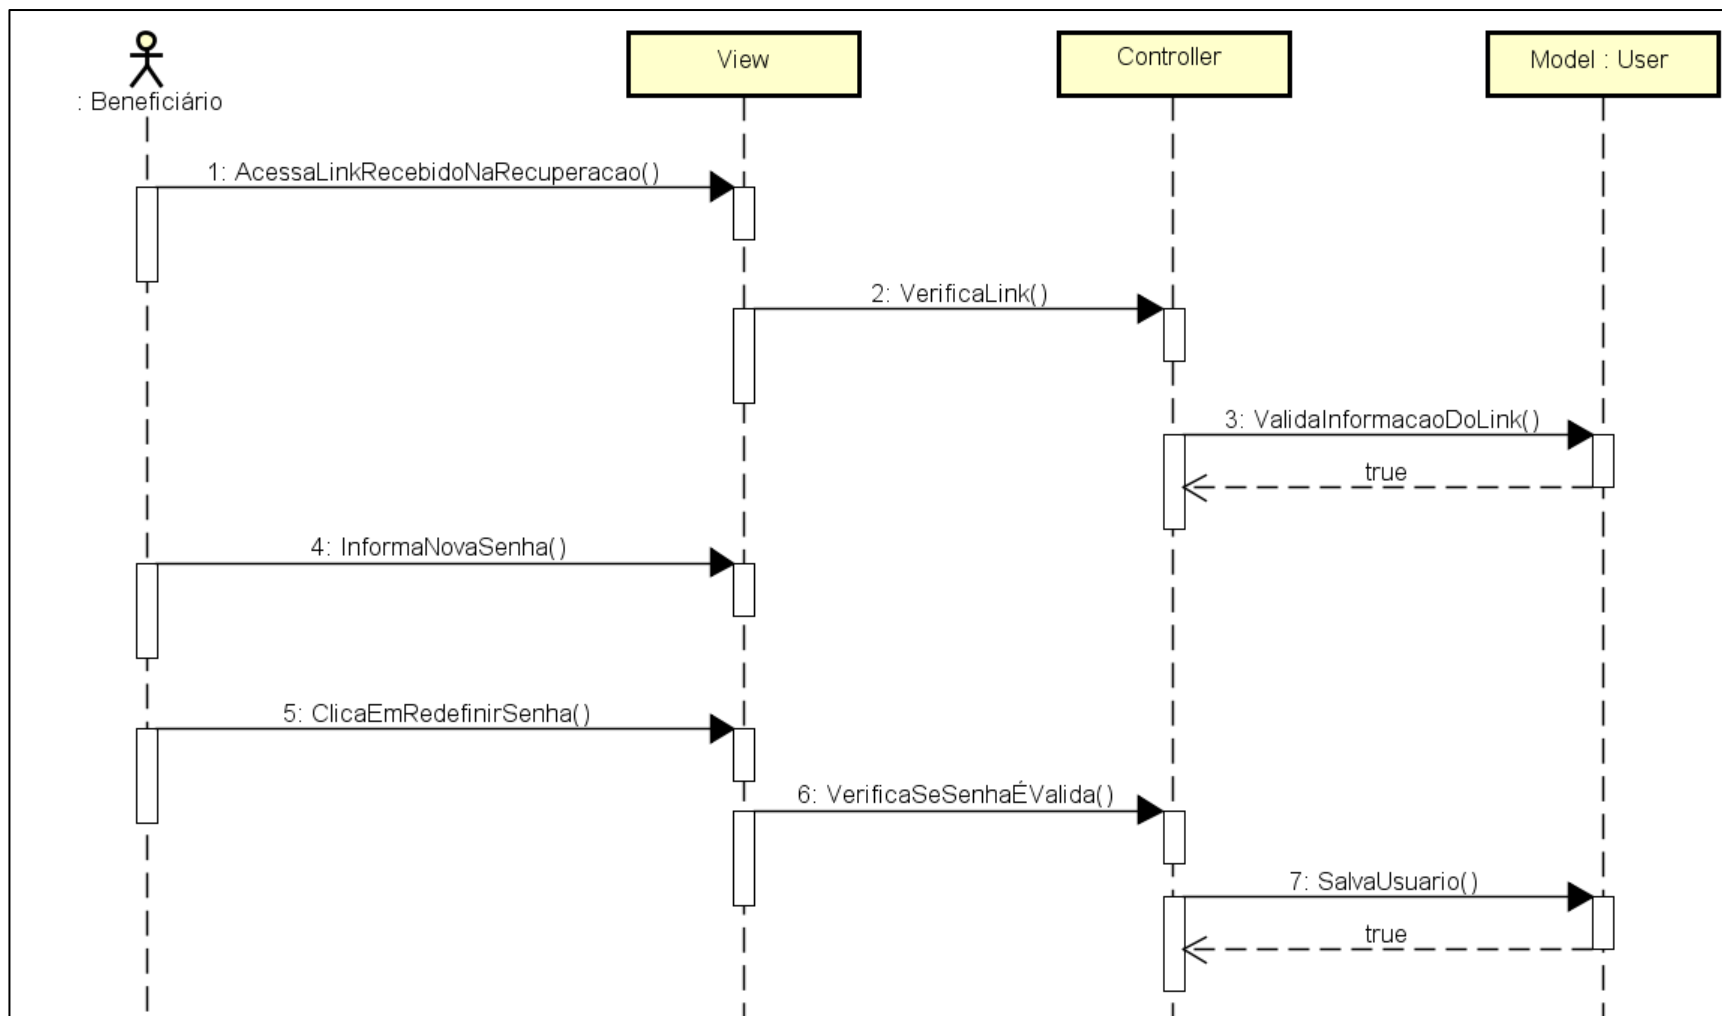 : Beneficiário
View
Controller
Model : User
1: AcessaLinkRecebidoNaRecuperacao()
2: VerificaLink()
3: ValidaInformacaoDoLink()
true
4: InformaNovaSenha()
5: ClicaEmRedefinirSenha()
6: VerificaSeSenhaÉValida()
7: SalvaUsuario()
true